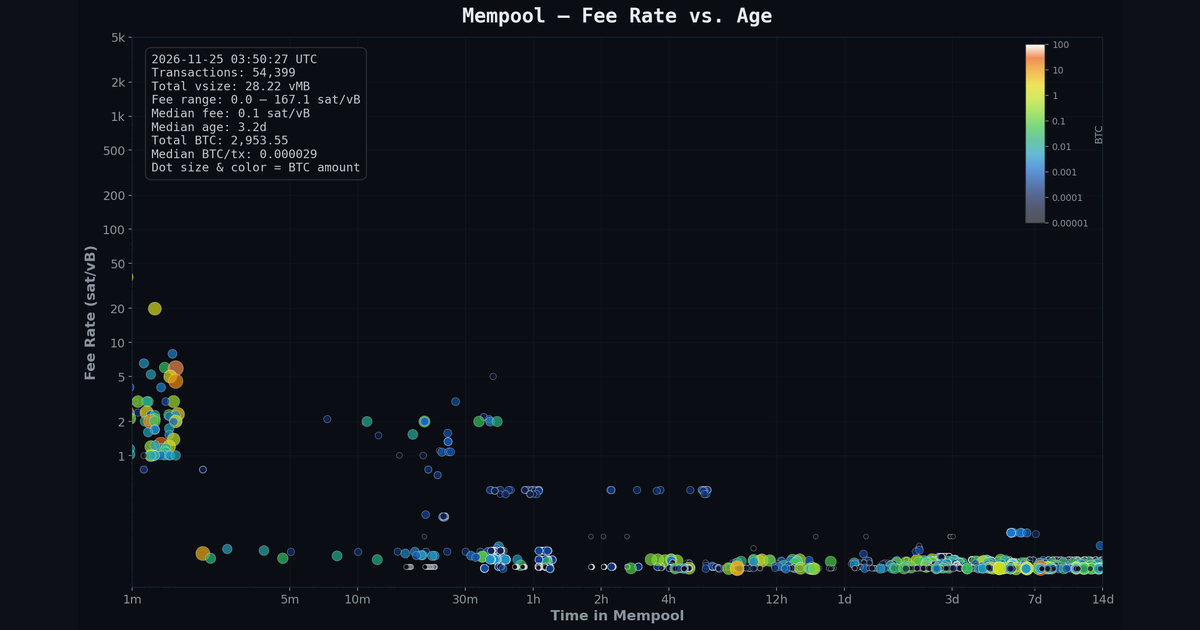 Mempool — Fee Rate vs. Age
2026-11-25 03:50:27 UTC
Transactions: 54,399
Total vsize: 28.22 vMB
Fee range: 0.0 – 167.1 sat/vB
Median fee: 0.1 sat/vB
Median age: 3.2d
Total BTC: 2,953.55
Median BTC/tx: 0.000029
Dot size & color = BTC amount
5k
2k
1k
500
200
100
50
20
10
5
2
1
Fee Rate (sat/vB)
100
10
1
0.1
0.01
0.001
0.0001
0.00001
BTC
1m
5m
10m
30m
1h
2h
4h
12h
1d
3d
7d
14d
Time in Mempool